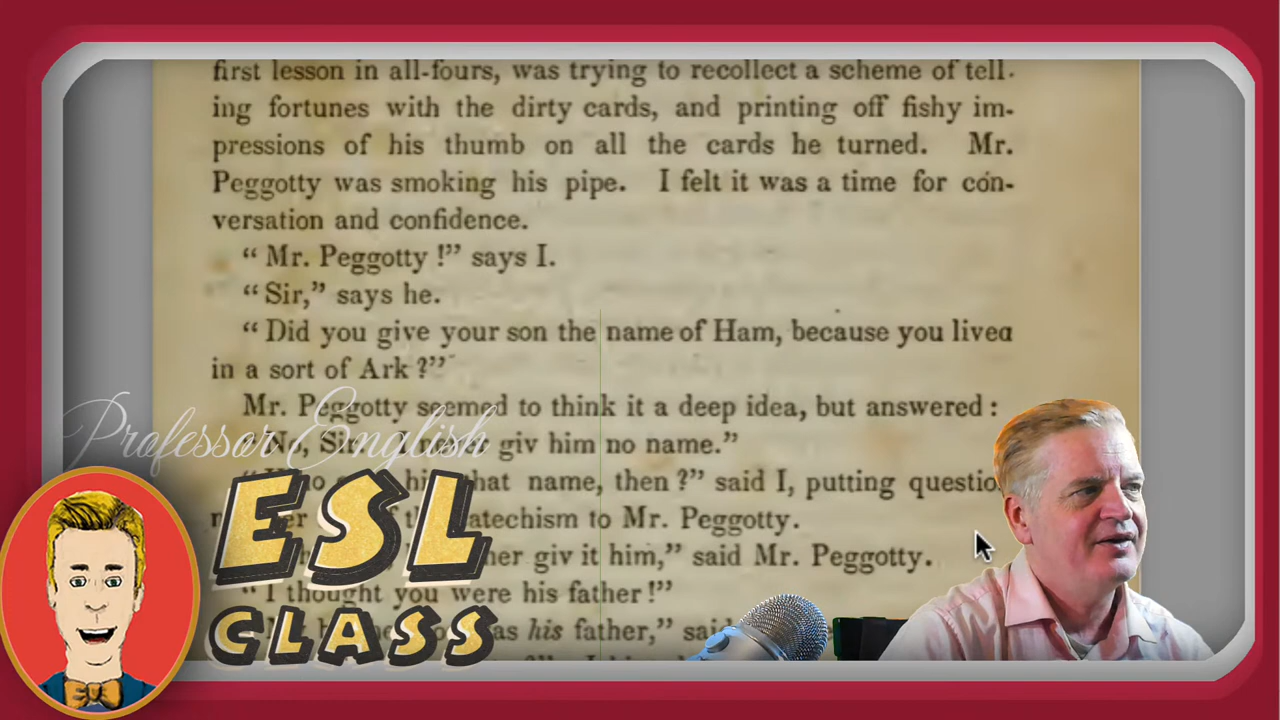 first lesson in all-fours, was trying to recollect a scheme of tell-
ing fortunes with the dirty cards, and printing off fishy im-
pressions of his thumb on all the cards he turned. Mr.
Peggotty was smoking his pipe. I felt it was a time for con-
versation and confidence.
“ Mr. Peggotty !” says I.
“ Sir,” says he.
“ Did you give your son the name of Ham, because you lived
in a sort of Ark ?”
Mr. Peggotty seemed to think it a deep idea, but answered :
No, giv him no name.”
that name, then ?” said I, putting
catechism to Mr. Peggotty.
giv it him,” said Mr. Peggotty.
“ I thought you were his father !”
his father,” said
Professor English
ESL
CLASS